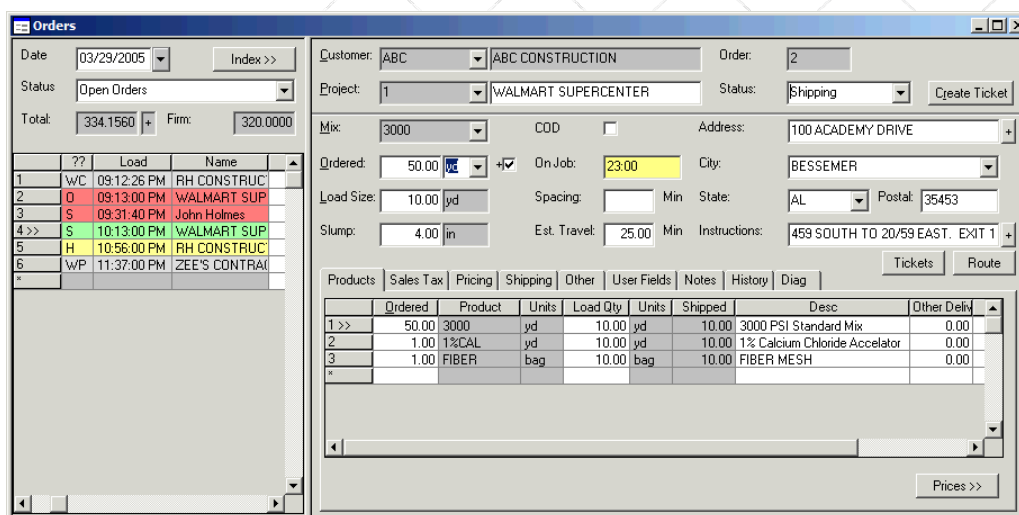 Orders
Date 03/29/2005 Index >>
Status Open Orders
Total: 334.1560 + Firm: 320.0000
?? Load Name
1 WC 09:12:26 PM RH CONSTRUC
2 O 09:13:00 PM WALMART SUP
3 S 09:31:40 PM John Holmes
4 >> S 10:13:00 PM WALMART SUP
5 H 10:56:00 PM RH CONSTRUC
6 WP 11:37:00 PM ZEE'S CONTRA(
*
Customer: ABC ABC CONSTRUCTION Order: 2
Project: 1 WALMART SUPERCENTER Status: Shipping Create Ticket
Mix: 3000 COD Address: 100 ACADEMY DRIVE +
Ordered: 50.00 yd + On Job: 23:00 City: BESSEMER
Load Size: 10.00 yd Spacing: Min State: AL Postal: 35453
Slump: 4.00 in Est. Travel: 25.00 Min Instructions: 459 SOUTH TO 20/59 EAST. EXIT 1 +
Tickets Route
Products Sales Tax Pricing Shipping Other User Fields Notes History Diag
Ordered Product Units Load Qty Units Shipped Desc Other Deliv
1 >> 50.00 3000 yd 10.00 yd 10.00 3000 PSI Standard Mix 0.00
2 1.00 1%CAL yd 10.00 yd 10.00 1% Calcium Chloride Accelator 0.00
3 1.00 FIBER bag 10.00 bag 10.00 FIBER MESH 0.00
*
Prices >>